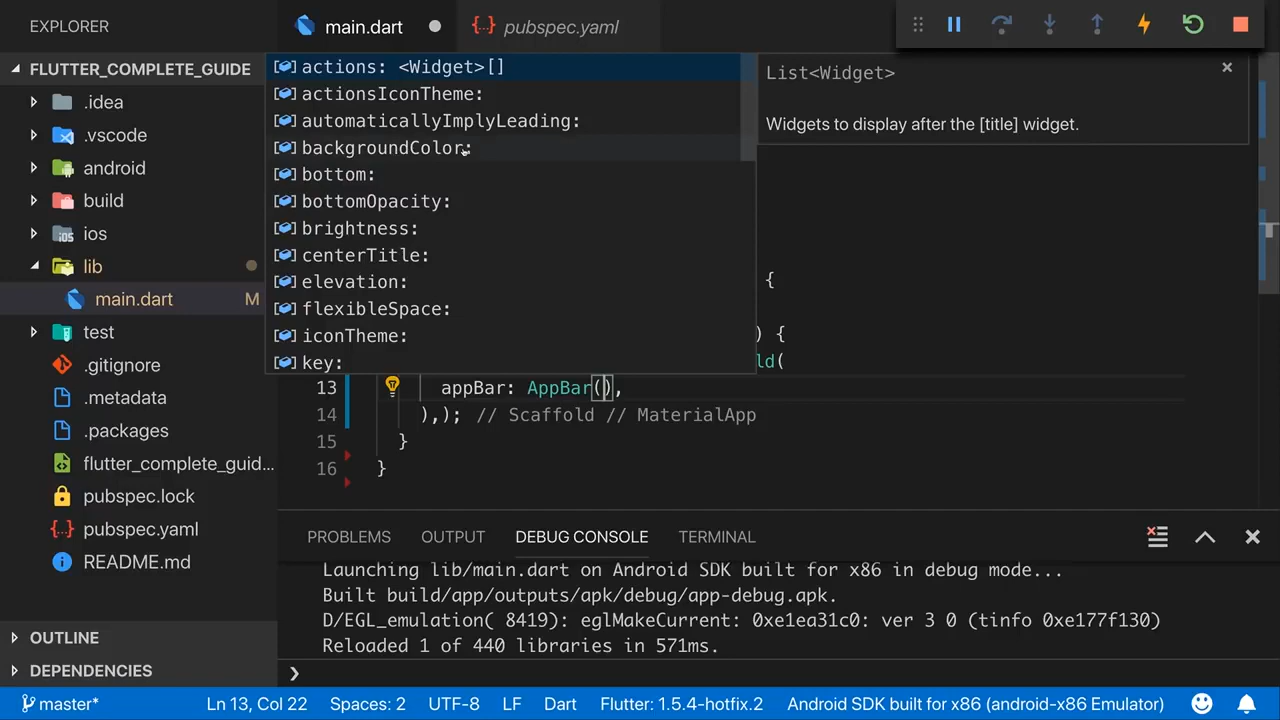 EXPLORER
main.dart
pubspec.yaml
FLUTTER_COMPLETE_GUIDE
.idea
.vscode
android
build
ios
lib
main.dart M
test
.gitignore
.metadata
.packages
flutter_complete_guid...
pubspec.lock
pubspec.yaml
README.md
OUTLINE
DEPENDENCIES
actions: <Widget>[]
actionsIconTheme:
automaticallyImplyLeading:
backgroundColor:
bottom:
bottomOpacity:
brightness:
centerTitle:
elevation:
flexibleSpace:
iconTheme:
key:
List<Widget>
Widgets to display after the [title] widget.
{
) {
ld(
13 appBar: AppBar(),
14 ),); // Scaffold // MaterialApp
15 }
16 }
PROBLEMS OUTPUT DEBUG CONSOLE TERMINAL
Launching lib/main.dart on Android SDK built for x86 in debug mode...
Built build/app/outputs/apk/debug/app-debug.apk.
D/EGL_emulation( 8419): eglMakeCurrent: 0xe1ea31c0: ver 3 0 (tinfo 0xe177f130)
Reloaded 1 of 440 libraries in 571ms.
master* Ln 13, Col 22 Spaces: 2 UTF-8 LF Dart Flutter: 1.5.4-hotfix.2 Android SDK built for x86 (android-x86 Emulator)